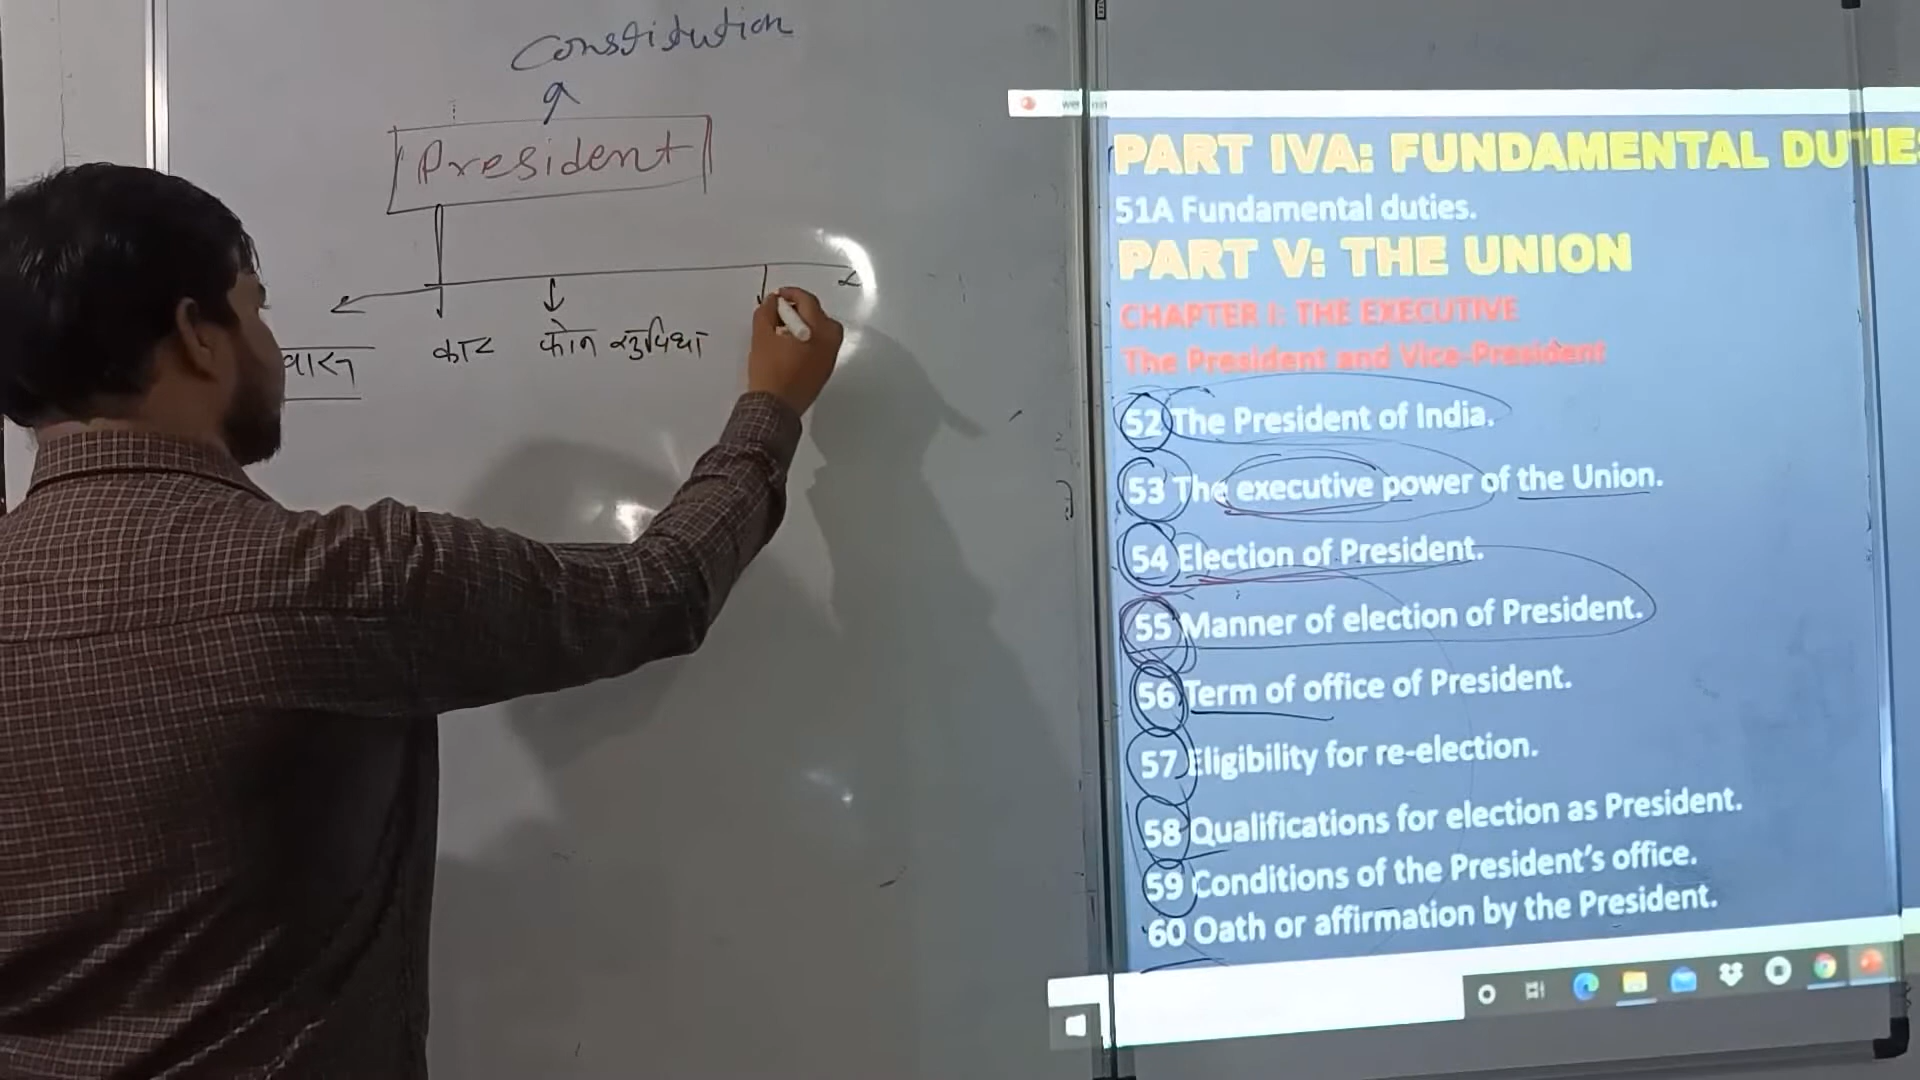 Constitution
President
वास
कार
फोन सुविधा
PART IVA: FUNDAMENTAL DUTIES
51A Fundamental duties.
PART V: THE UNION
CHAPTER I: THE EXECUTIVE
The President and Vice-President
52 The President of India.
53 The executive power of the Union.
54 Election of President.
55 Manner of election of President.
56 Term of office of President.
57 Eligibility for re-election.
58 Qualifications for election as President.
59 Conditions of the President's office.
60 Oath or affirmation by the President.